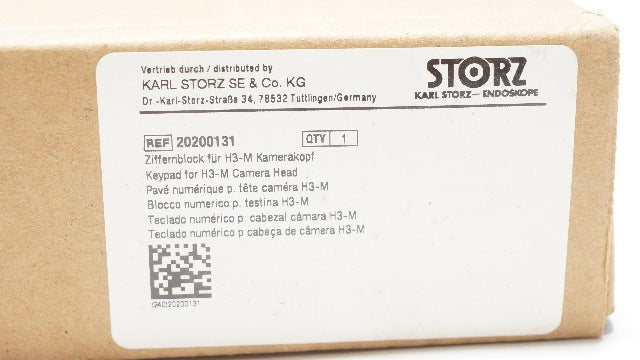 Vertrieb durch / distributed by
KARL STORZ SE & Co. KG
Dr.-Karl-Storz-Straße 34, 78532 Tuttlingen/Germany
STORZ
KARL STORZ—ENDOSKOPE
REF 20200131 QTY 1
Ziffernblock für H3-M Kamerakopf
Keypad for H3-M Camera Head
Pavé numérique p. tête caméra H3-M
Blocco numerico p. testina H3-M
Teclado numérico p. cabezal cámara H3-M
Teclado numérico p cabeça de câmera H3-M
(240)20200131